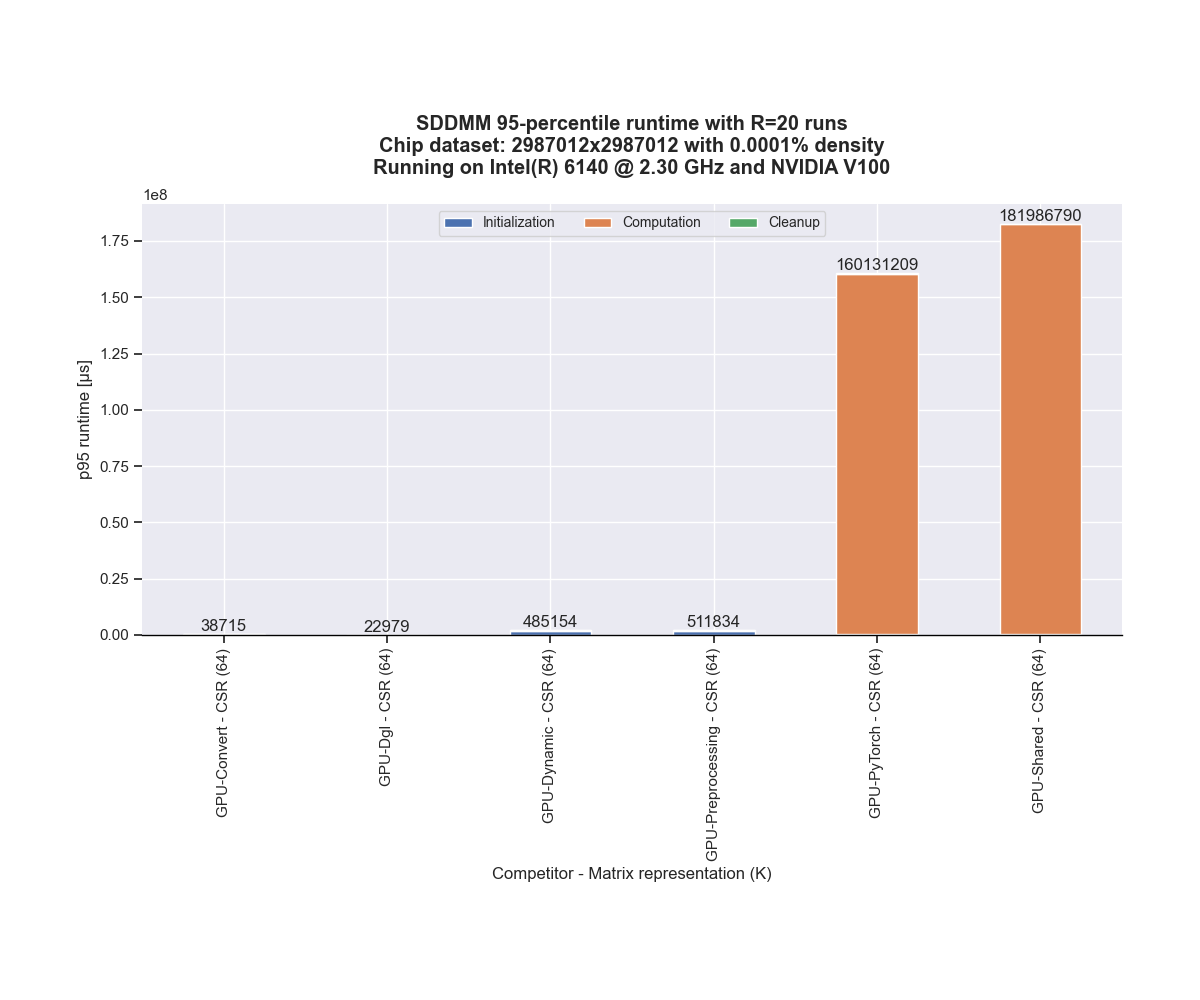 SDDMM 95-percentile runtime with R=20 runs
Chip dataset: 2987012x2987012 with 0.0001% density
Running on Intel(R) 6140 @ 2.30 GHz and NVIDIA V100
1e8
Initialization
Computation
Cleanup
181986790
160131209
38715
22979
485154
511834
1.75
1.50
1.25
1.00
0.75
0.50
0.25
0.00
p95 runtime [µs]
GPU-Convert - CSR (64)
GPU-Dgl - CSR (64)
GPU-Dynamic - CSR (64)
GPU-Preprocessing - CSR (64)
GPU-PyTorch - CSR (64)
GPU-Shared - CSR (64)
Competitor - Matrix representation (K)